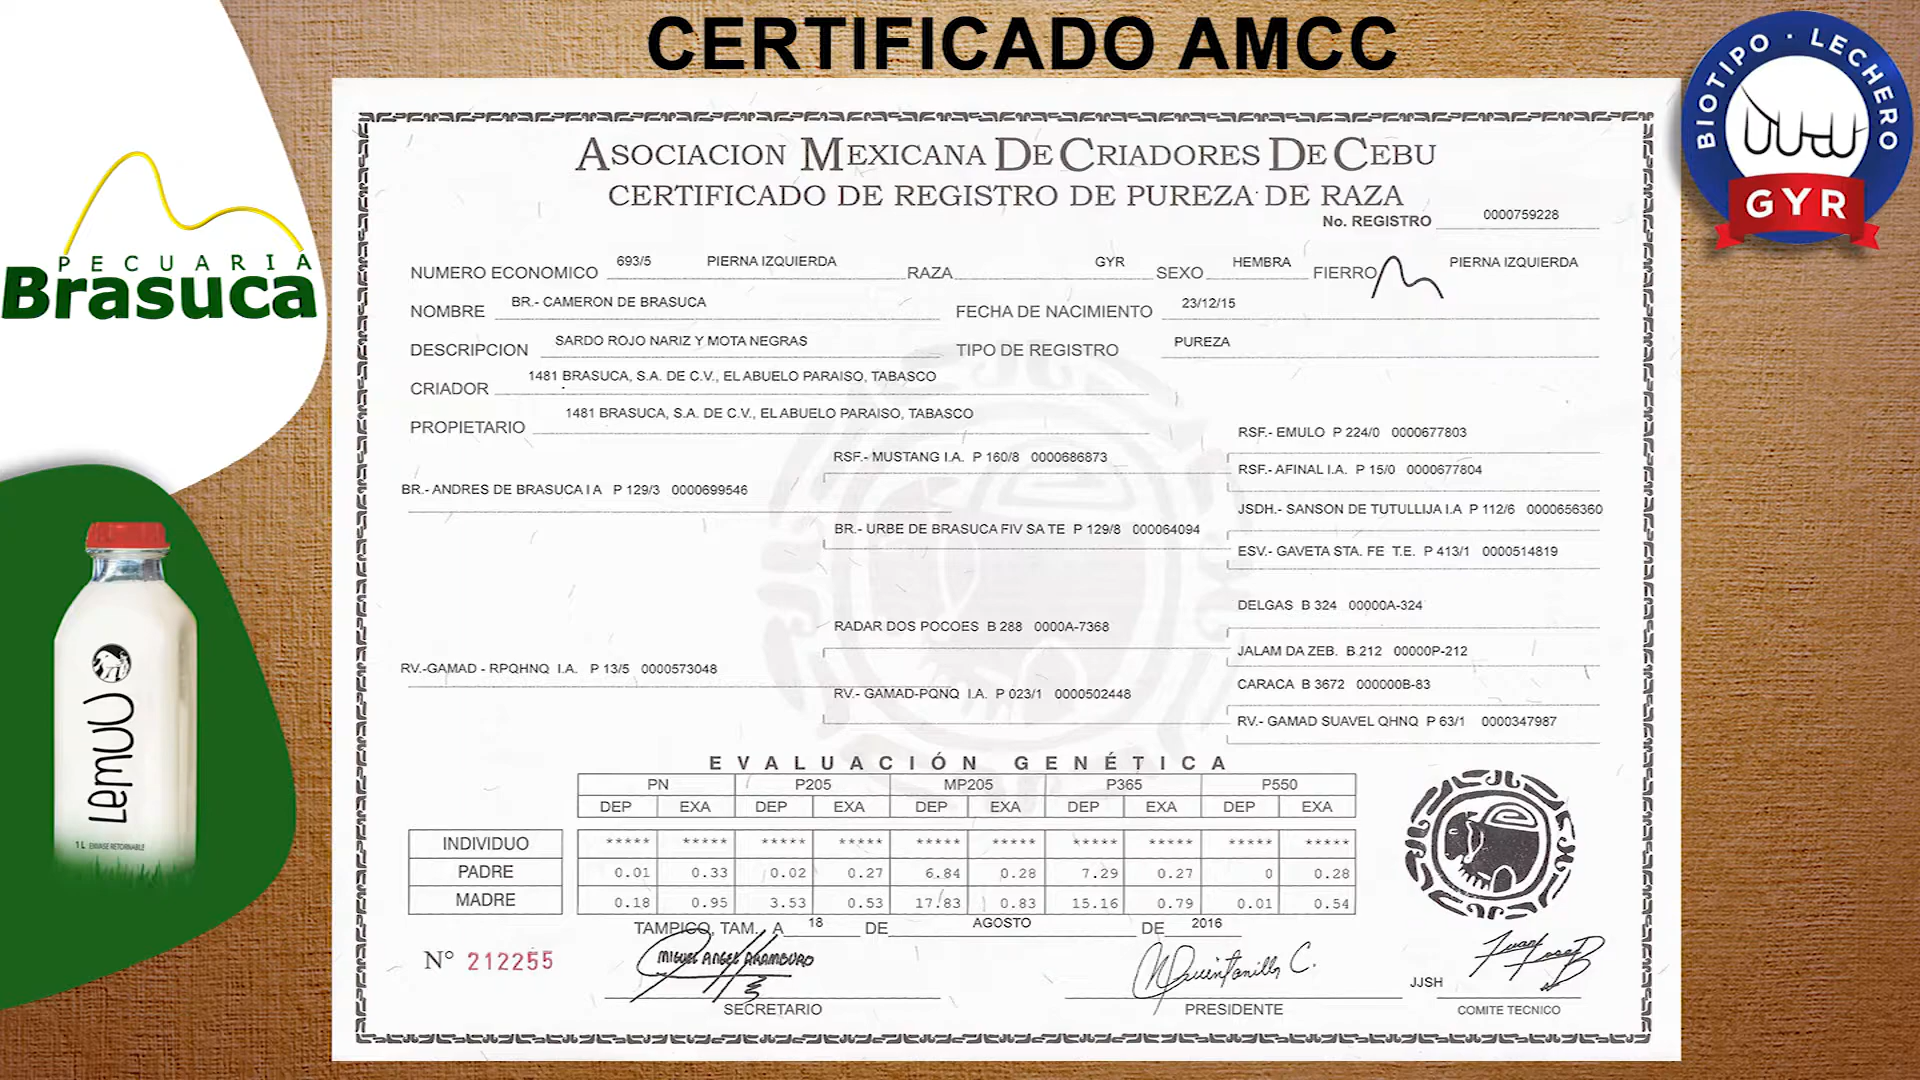 CERTIFICADO AMCC
BIOTIPO · LECHERO
GYR
PECUARIA
Brasuca
Lemuu
1 L ENVASE RETORNABLE
ASOCIACION MEXICANA DE CRIADORES DE CEBU
CERTIFICADO DE REGISTRO DE PUREZA DE RAZA
No. REGISTRO 0000759228
NUMERO ECONOMICO 693/5 PIERNA IZQUIERDA RAZA GYR SEXO HEMBRA FIERRO PIERNA IZQUIERDA
NOMBRE BR.- CAMERON DE BRASUCA FECHA DE NACIMIENTO 23/12/15
DESCRIPCION SARDO ROJO NARIZ Y MOTA NEGRAS TIPO DE REGISTRO PUREZA
CRIADOR 1481 BRASUCA, S.A. DE C.V., EL ABUELO PARAISO, TABASCO
PROPIETARIO 1481 BRASUCA, S.A. DE C.V., EL ABUELO PARAISO, TABASCO
RSF.- EMULO P 224/0 0000677803
RSF.- MUSTANG I.A. P 160/8 0000686873
RSF.- AFINAL I.A. P 15/0 0000677804
BR.- ANDRES DE BRASUCA I A P 129/3 0000699546
JSDH.- SANSON DE TUTULLIJA I.A P 112/6 0000656360
BR.- URBE DE BRASUCA FIV SA TE P 129/8 000064094
ESV.- GAVETA STA. FE T.E. P 413/1 0000514819
DELGAS B 324 00000A-324
RADAR DOS POCOES B 288 0000A-7368
JALAM DA ZEB. B 212 00000P-212
RV.-GAMAD - RPQHNQ I.A. P 13/5 0000573048
CARACA B 3672 000000B-83
RV.- GAMAD-PQNQ I.A. P 023/1 0000502448
RV.- GAMAD SUAVEL QHNQ P 63/1 0000347987
EVALUACIÓN GENÉTICA
PN P205 MP205 P365 P550
DEP EXA DEP EXA DEP EXA DEP EXA DEP EXA
INDIVIDUO ***** ***** ***** ***** ***** ***** ***** ***** ***** *****
PADRE 0.01 0.33 0.02 0.27 6.84 0.28 7.29 0.27 0 0.28
MADRE 0.18 0.95 3.53 0.53 17.83 0.83 15.16 0.79 0.01 0.54
TAMPICO, TAM. A 18 DE AGOSTO DE 2016
N° 212255
MIGUEL ANGEL ARAMBURO
SECRETARIO
PRESIDENTE
JJSH
COMITE TECNICO